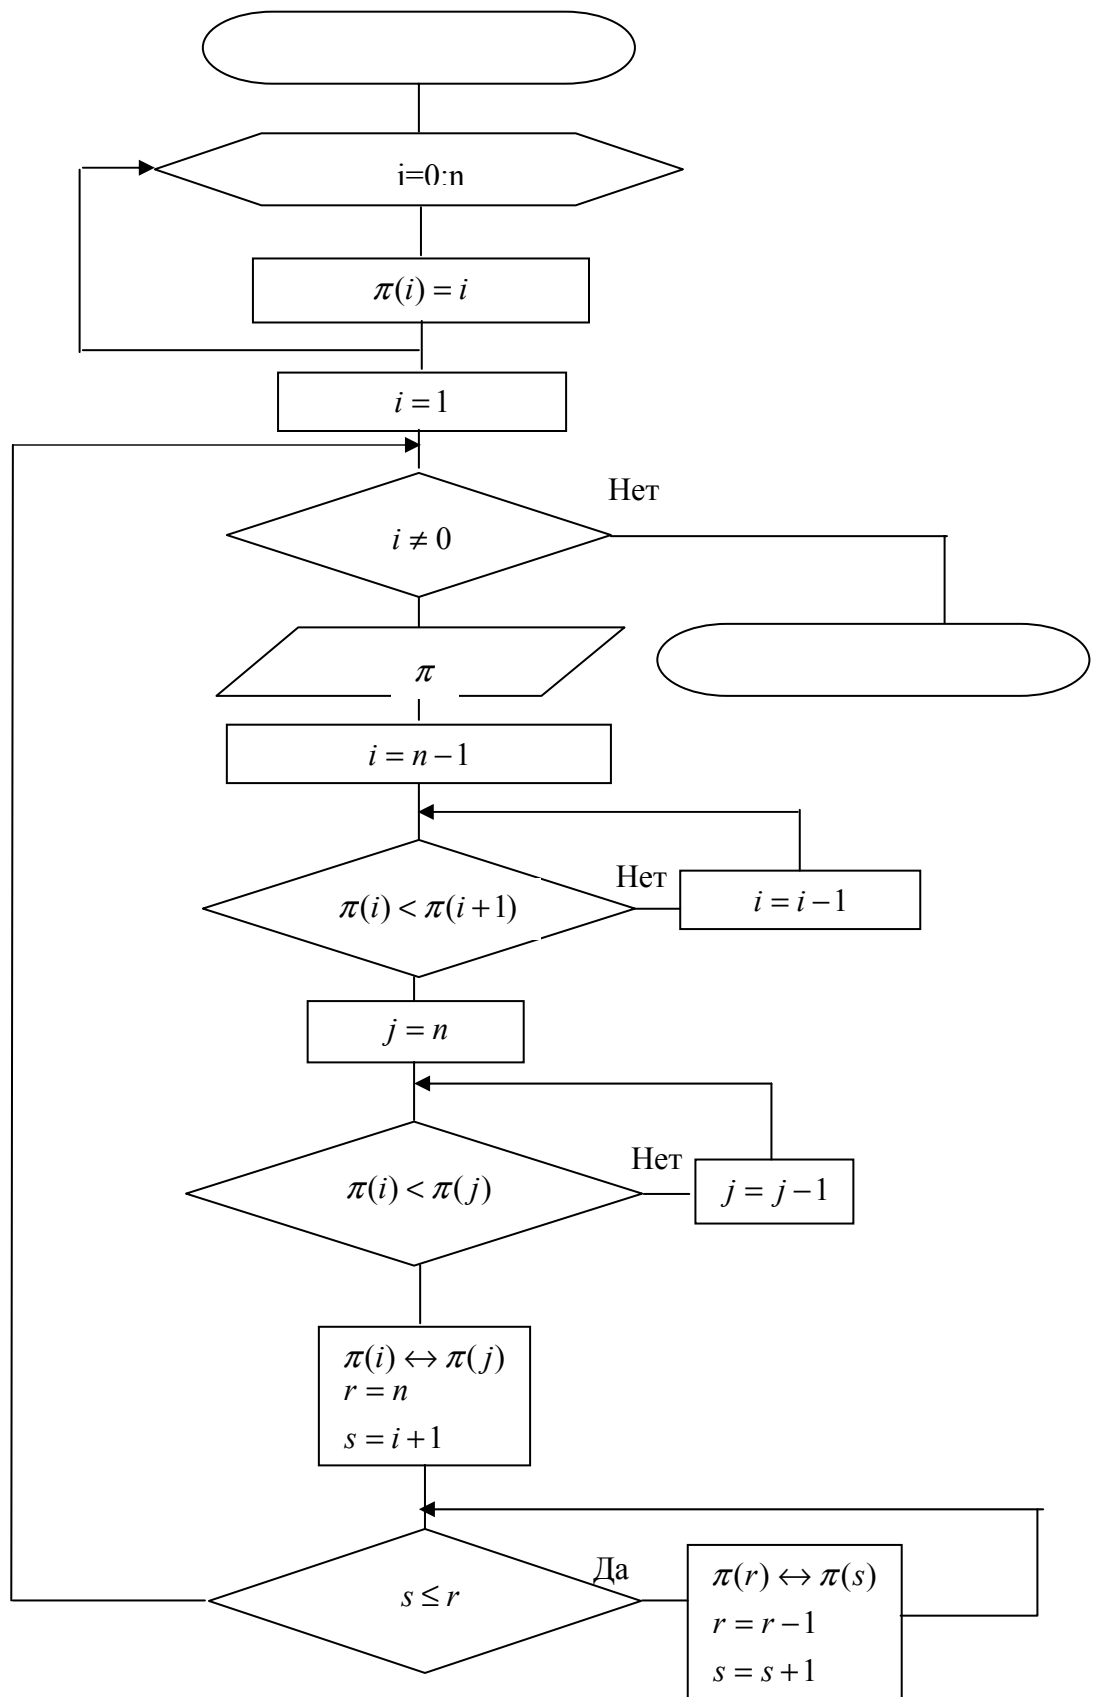 i=0:n
π(i) = i
i = 1
Нет
i ≠ 0
π
i = n − 1
Нет
π(i) < π(i + 1)
i = i − 1
j = n
Нет
π(i) < π(j)
j = j − 1
π(i) ↔ π(j)
r = n
s = i + 1
Да
s ≤ r
π(r) ↔ π(s)
r = r − 1
s = s + 1